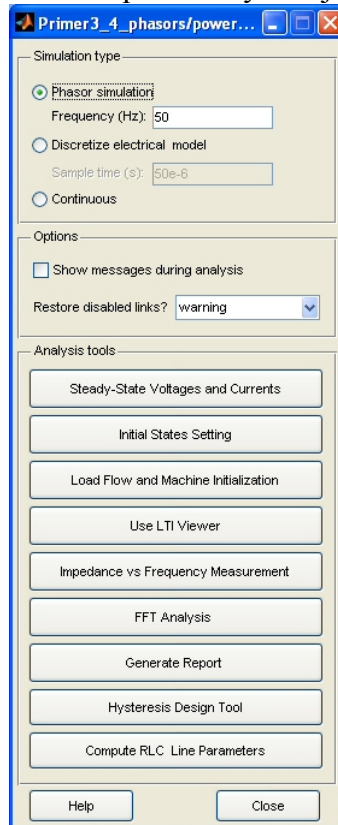 Primer3_4_phasors/power...
Simulation type
Phasor simulation
Frequency (Hz): 50
Discretize electrical model
Sample time (s): 50e-6
Continuous
Options
Show messages during analysis
Restore disabled links? warning
Analysis tools
Steady-State Voltages and Currents
Initial States Setting
Load Flow and Machine Initialization
Use LTI Viewer
Impedance vs Frequency Measurement
FFT Analysis
Generate Report
Hysteresis Design Tool
Compute RLC Line Parameters
Help Close